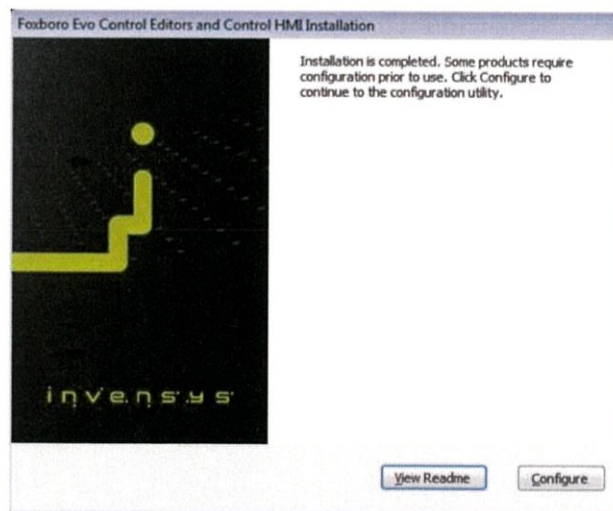 Foxboro Evo Control Editors and Control HMI Installation
Installation is completed. Some products require
configuration prior to use. Click Configure to
continue to the configuration utility.
invensys
View Readme
Configure